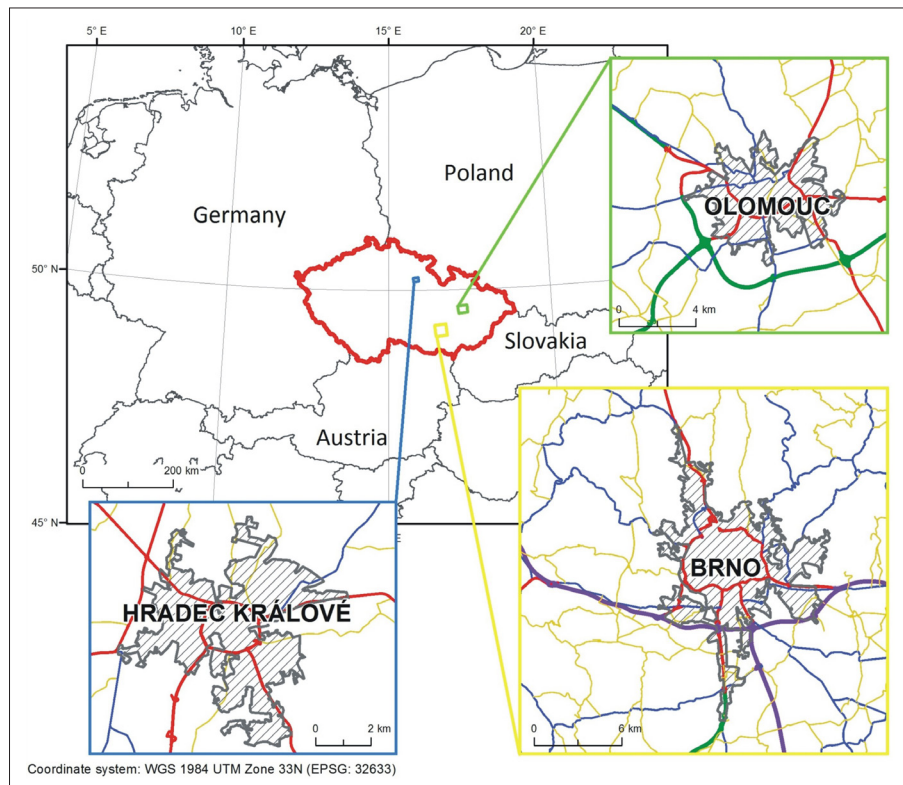 5° E
10° E
15° E
20° E
Poland
Germany
OLOMOUC
50° N
0
4 km
Slovakia
Austria
0
200 km
45° N
E
BRNO
HRADEC KRÁLOVÉ
0
2 km
0
6 km
Coordinate system: WGS 1984 UTM Zone 33N (EPSG: 32633)